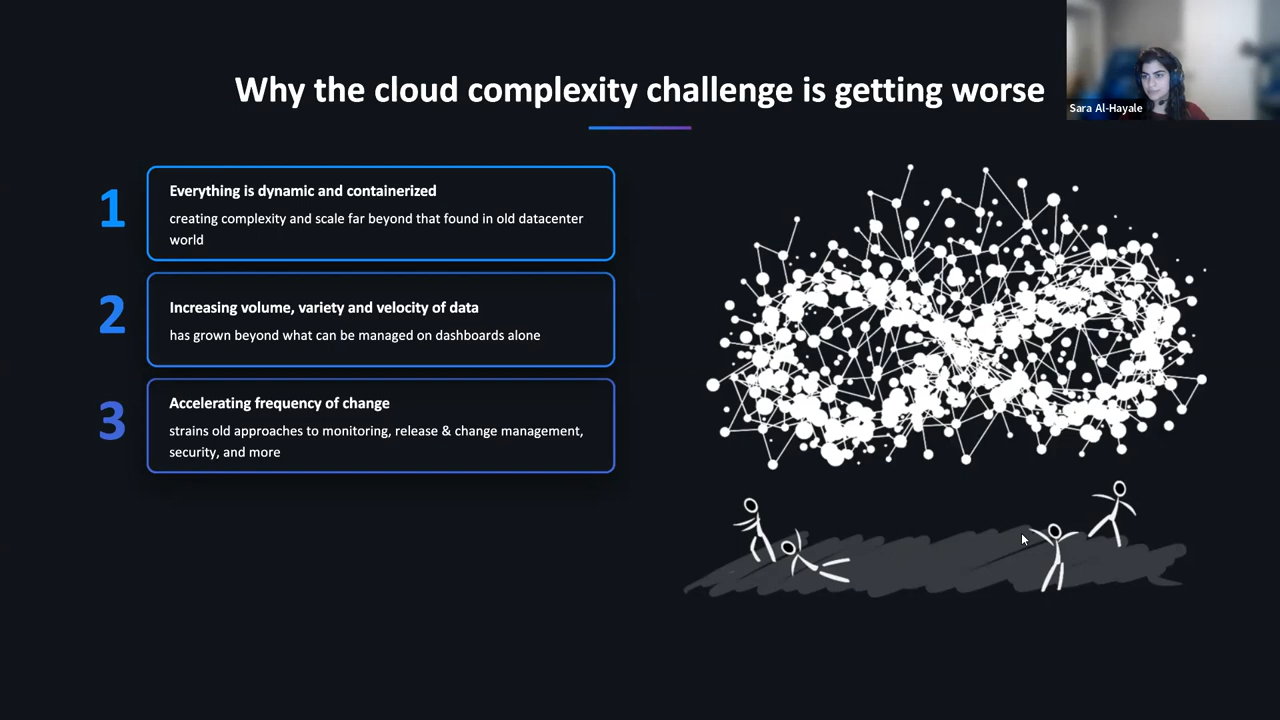 Why the cloud complexity challenge is getting worse
Sara Al-Hayale
1
Everything is dynamic and containerized
creating complexity and scale far beyond that found in old datacenter
world
2
Increasing volume, variety and velocity of data
has grown beyond what can be managed on dashboards alone
3
Accelerating frequency of change
strains old approaches to monitoring, release & change management,
security, and more